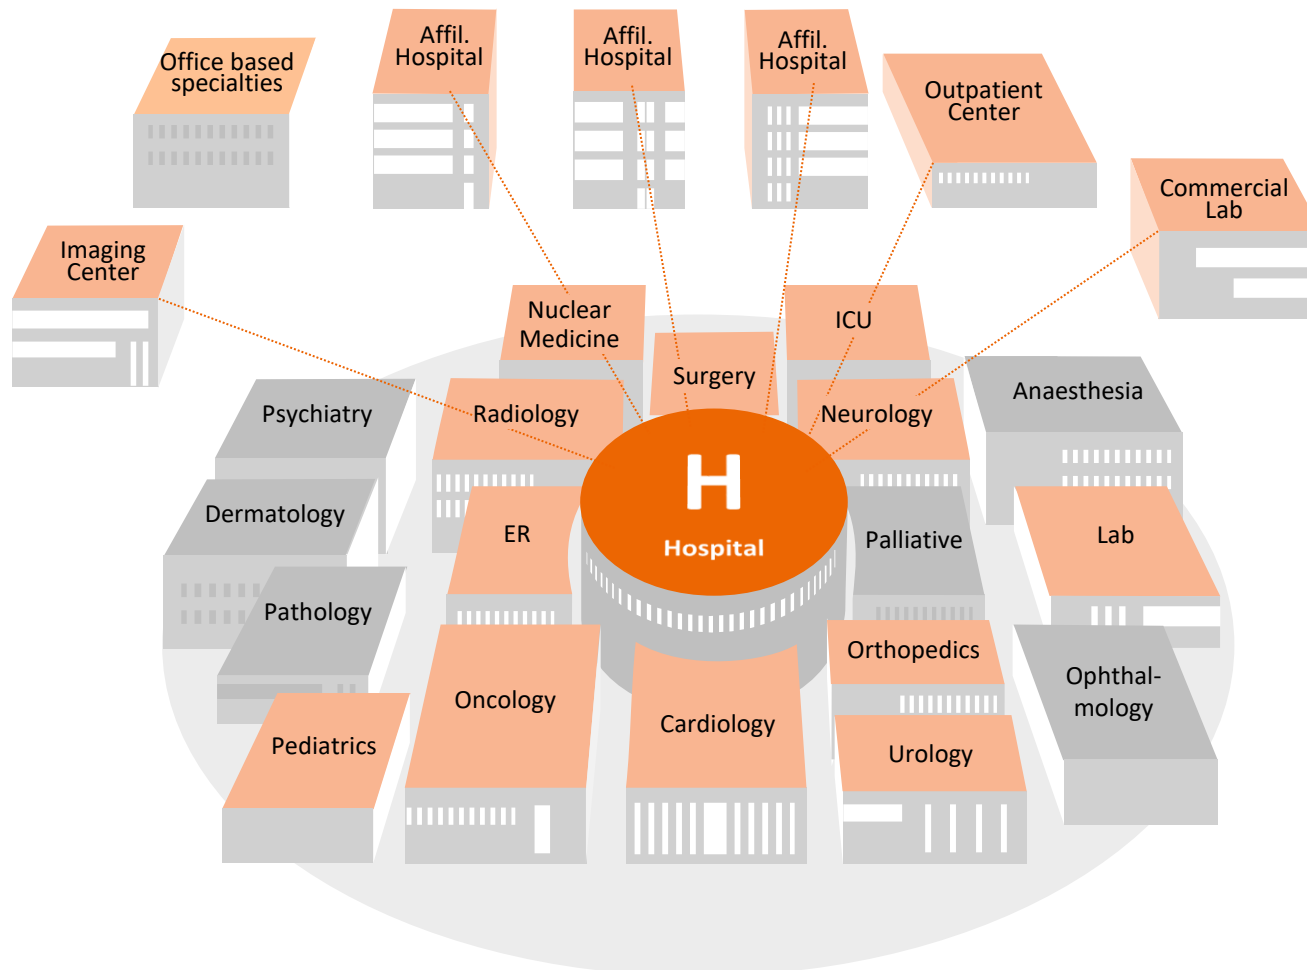 Affil.
Hospital
Affil.
Hospital
Affil.
Hospital
Office based
specialties
Outpatient
Center
Commercial
Lab
Imaging
Center
Nuclear
Medicine
ICU
Surgery
Anaesthesia
Psychiatry
Radiology
Neurology
H
Hospital
Dermatology
ER
Palliative
Lab
Pathology
Orthopedics
Oncology
Cardiology
Ophthal-
mology
Pediatrics
Urology